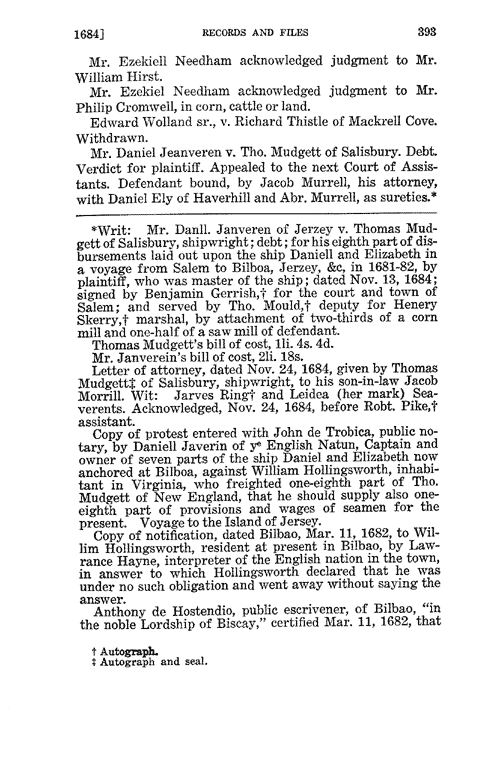 1684] RECORDS AND FILES 393
Mr. Ezekiell Needham acknowledged judgment to Mr.
William Hirst.
Mr. Ezekiel Needham acknowledged judgment to Mr.
Philip Cromwell, in corn, cattle or land.
Edward Wolland sr., v. Richard Thistle of Mackrell Cove.
Withdrawn.
Mr. Daniel Jeanveren v. Tho. Mudgett of Salisbury. Debt.
Verdict for plaintiff. Appealed to the next Court of Assis-
tants. Defendant bound, by Jacob Murrell, his attorney,
with Daniel Ely of Haverhill and Abr. Murrell, as sureties.*
*Writ: Mr. Danll. Janveren of Jerzey v. Thomas Mud-
gett of Salisbury, shipwright; debt; for his eighth part of dis-
bursements laid out upon the ship Daniell and Elizabeth in
a voyage from Salem to Bilboa, Jerzey, &c, in 1681-82, by
plaintiff, who was master of the ship; dated Nov. 13, 1684;
signed by Benjamin Gerrish,† for the court and town of
Salem; and served by Tho. Mould,† deputy for Henery
Skerry,† marshal, by attachment of two-thirds of a corn
mill and one-half of a saw mill of defendant.
Thomas Mudgett's bill of cost, 1li. 4s. 4d.
Mr. Janverein's bill of cost, 2li. 18s.
Letter of attorney, dated Nov. 24, 1684, given by Thomas
Mudgett‡ of Salisbury, shipwright, to his son-in-law Jacob
Morrill. Wit: Jarves Ring† and Leidea (her mark) Sea-
verents. Acknowledged, Nov. 24, 1684, before Robt. Pike,†
assistant.
Copy of protest entered with John de Trobica, public no-
tary, by Daniell Javerin of yᵉ English Natun, Captain and
owner of seven parts of the ship Daniel and Elizabeth now
anchored at Bilboa, against William Hollingsworth, inhabi-
tant in Virginia, who freighted one-eighth part of Tho.
Mudgett of New England, that he should supply also one-
eighth part of provisions and wages of seamen for the
present. Voyage to the Island of Jersey.
Copy of notification, dated Bilbao, Mar. 11, 1682, to Wil-
lim Hollingsworth, resident at present in Bilbao, by Law-
rance Hayne, interpreter of the English nation in the town,
in answer to which Hollingsworth declared that he was
under no such obligation and went away without saying the
answer.
Anthony de Hostendio, public escrivener, of Bilbao, "in
the noble Lordship of Biscay," certified Mar. 11, 1682, that
† Autograph.
‡ Autograph and seal.